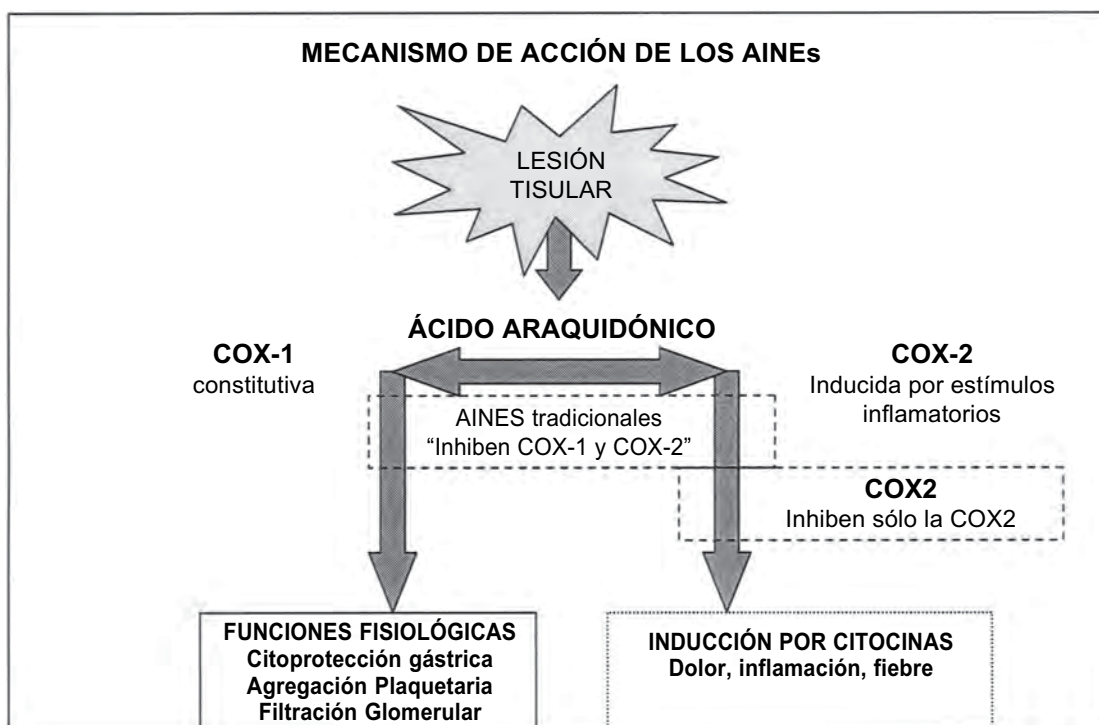 MECANISMO DE ACCIÓN DE LOS AINEs
LESIÓN
TISULAR
ÁCIDO ARAQUIDÓNICO
COX-1
constitutiva
COX-2
Inducida por estímulos
inflamatorios
AINES tradicionales
“Inhiben COX-1 y COX-2”
COX2
Inhiben sólo la COX2
FUNCIONES FISIOLÓGICAS
Citoprotección gástrica
Agregación Plaquetaria
Filtración Glomerular
INDUCCIÓN POR CITOCINAS
Dolor, inflamación, fiebre